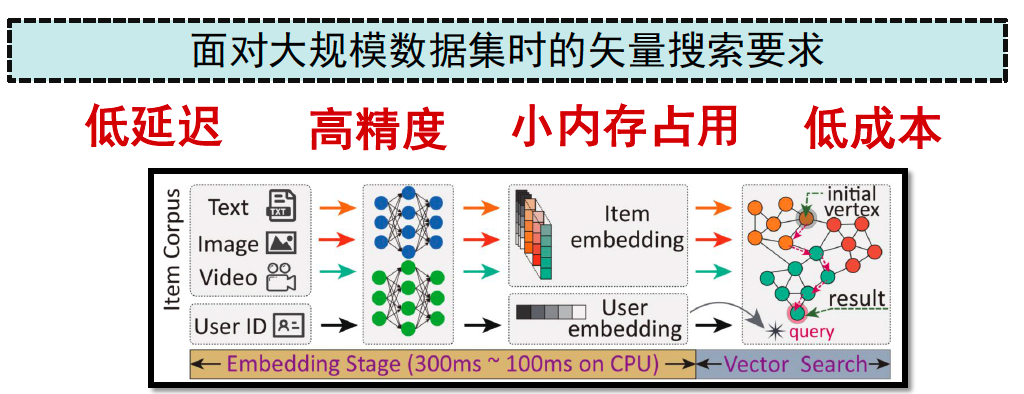 面对大规模数据集时的矢量搜索要求
低延迟 高精度 小内存占用 低成本
Item Corpus
Text
TXT
Image
Video
User ID
Item
embedding
User
embedding
initial
vertex
result
query
Embedding Stage (300ms ~ 100ms on CPU)
Vector Search